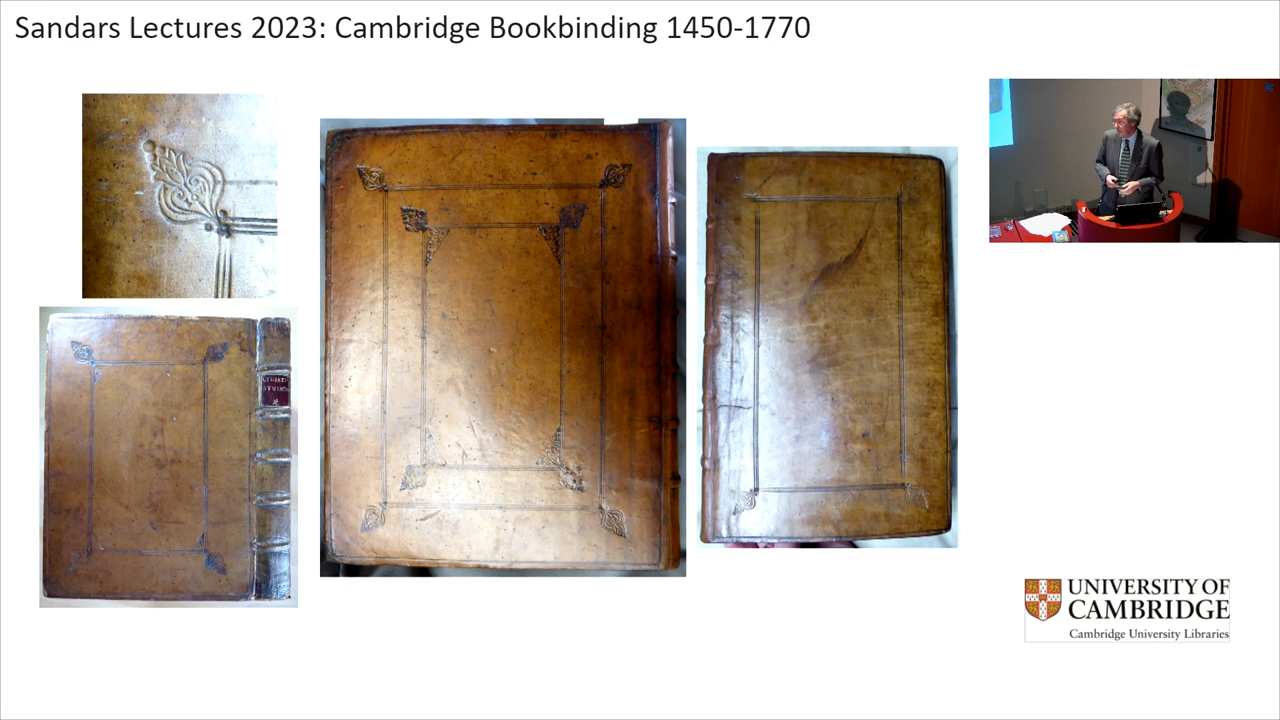 Sandars Lectures 2023: Cambridge Bookbinding 1450-1770
UNIVERSITY OF
CAMBRIDGE
Cambridge University Libraries